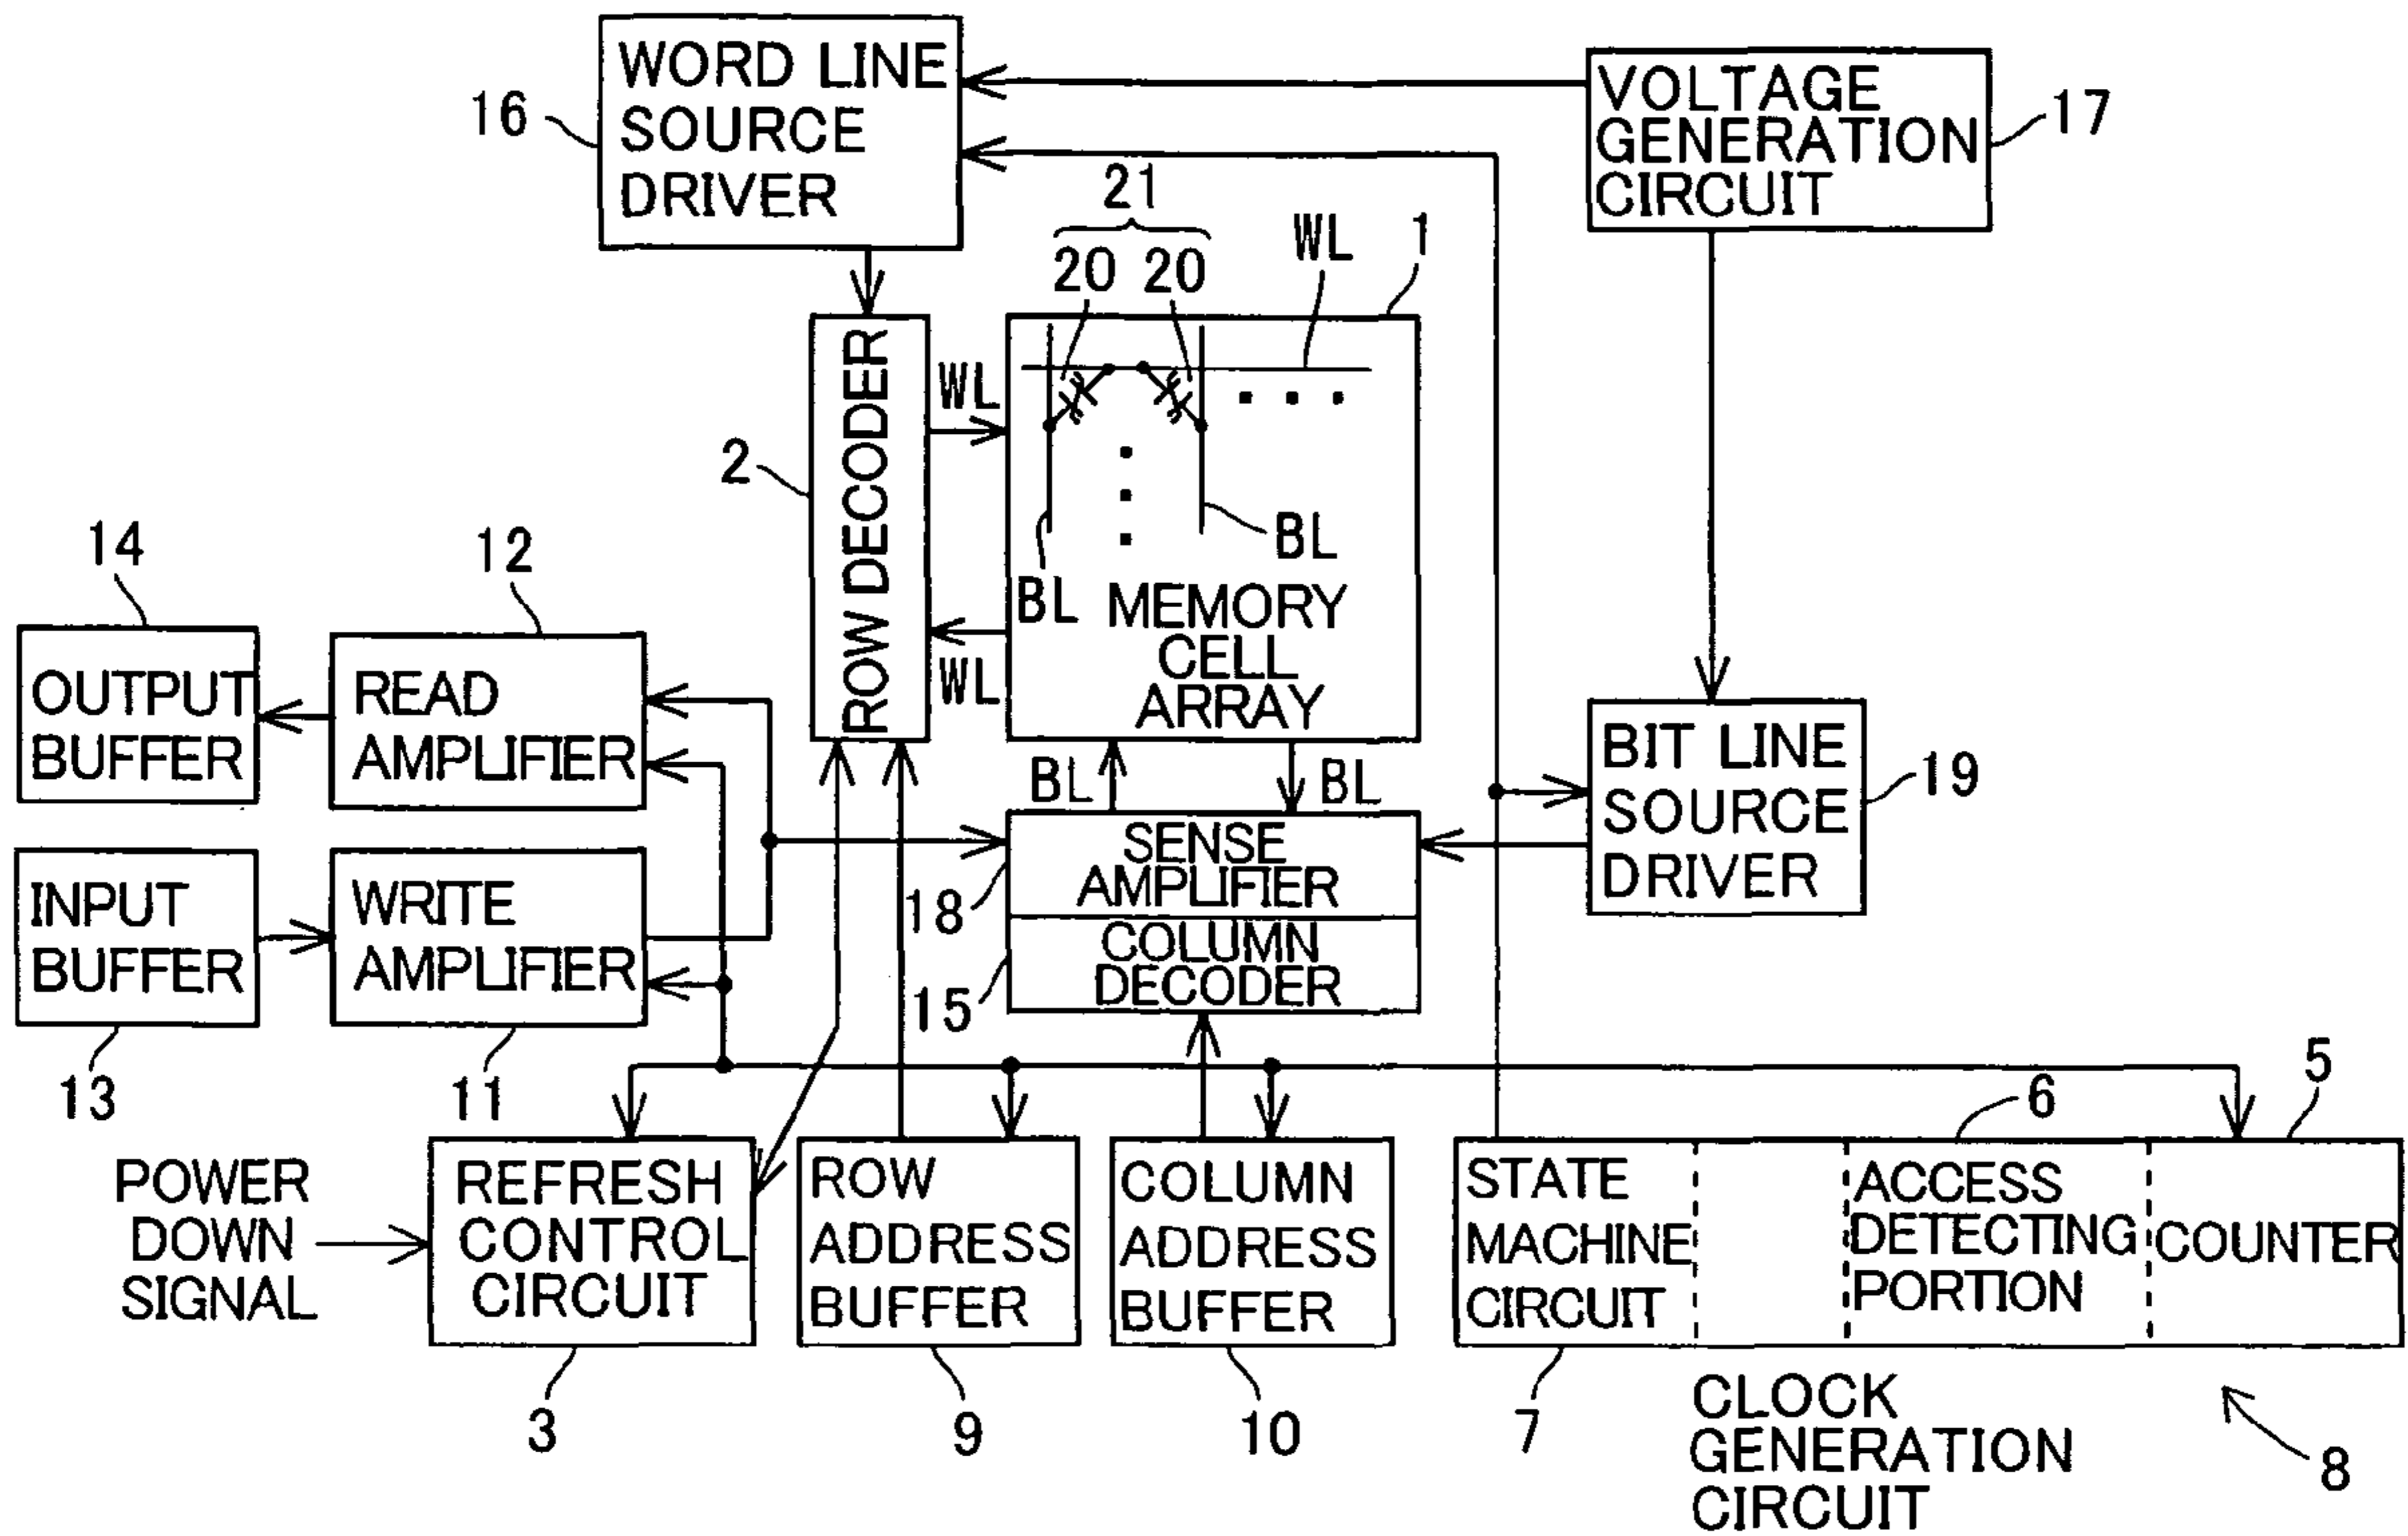 WORD LINE
SOURCE
DRIVER
16
VOLTAGE
GENERATION
CIRCUIT
17
21
20 20
WL
1
ROW DECODER
2
WL
WL
BL
BL
MEMORY
CELL
ARRAY
14
OUTPUT
BUFFER
12
READ
AMPLIFIER
BL
BL
BIT LINE
SOURCE
DRIVER
19
INPUT
BUFFER
13
WRITE
AMPLIFIER
11
SENSE
AMPLIFIER
18
COLUMN
DECODER
15
POWER
DOWN
SIGNAL
REFRESH
CONTROL
CIRCUIT
3
ROW
ADDRESS
BUFFER
9
COLUMN
ADDRESS
BUFFER
10
STATE
MACHINE
CIRCUIT
7
6
ACCESS
DETECTING
PORTION
5
COUNTER
CLOCK
GENERATION
CIRCUIT
8